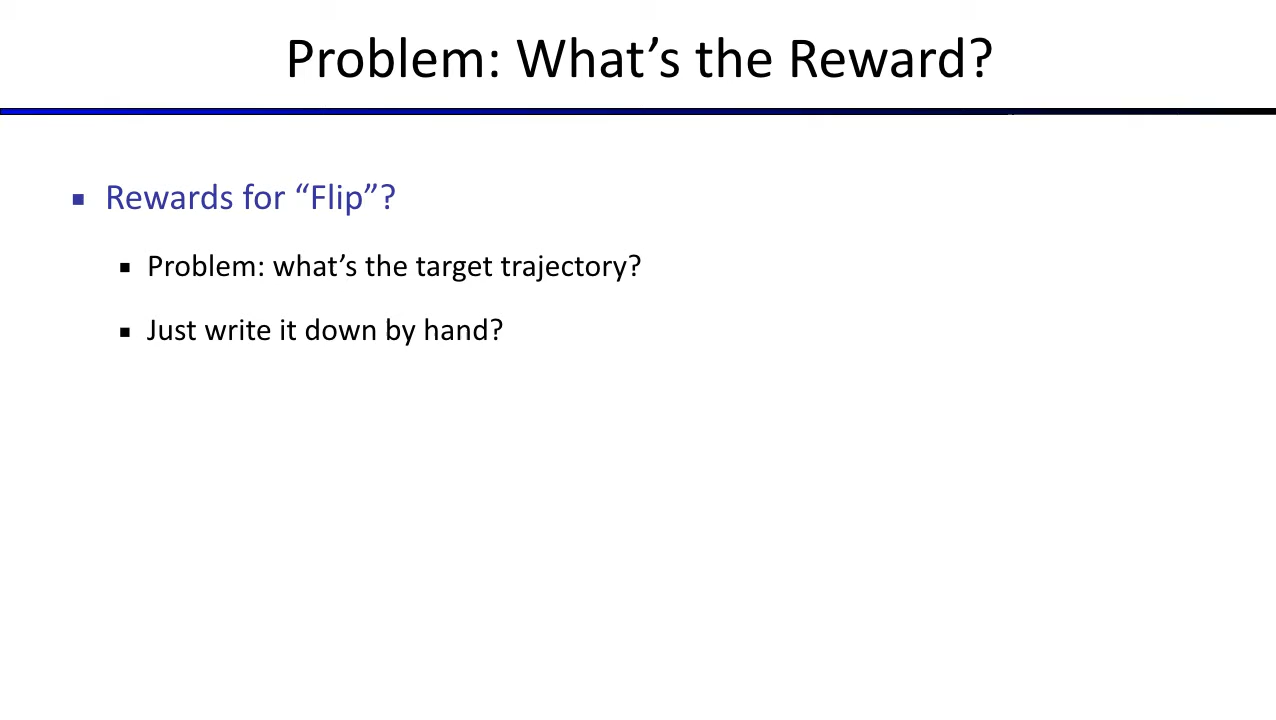 Problem: What’s the Reward?
Rewards for “Flip”?
Problem: what’s the target trajectory?
Just write it down by hand?